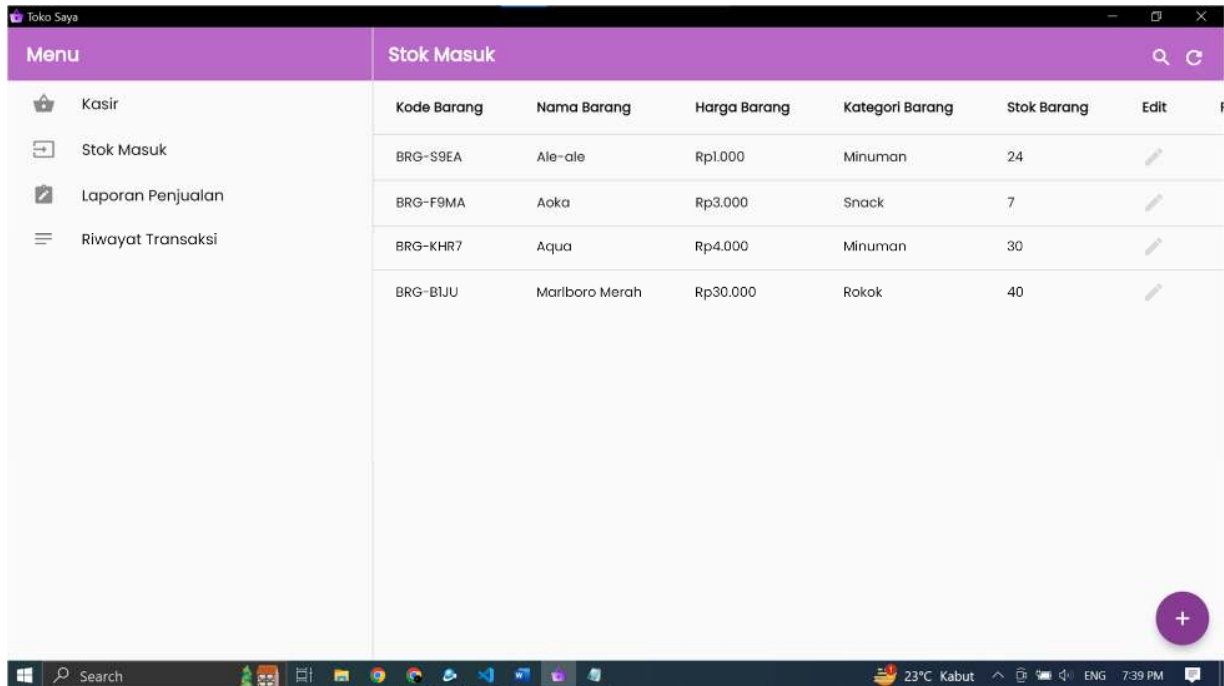 Toko Saya
Menu
Stok Masuk
Kasir
Stok Masuk
Laporan Penjualan
Riwayat Transaksi
Kode Barang Nama Barang Harga Barang Kategori Barang Stok Barang Edit
BRG-S9EA Ale-ale Rp1.000 Minuman 24
BRG-F9MA Aoka Rp3.000 Snack 7
BRG-KHR7 Aqua Rp4.000 Minuman 30
BRG-B1JU Marlboro Merah Rp30.000 Rokok 40
+
Search 23°C Kabut ENG 7:39 PM